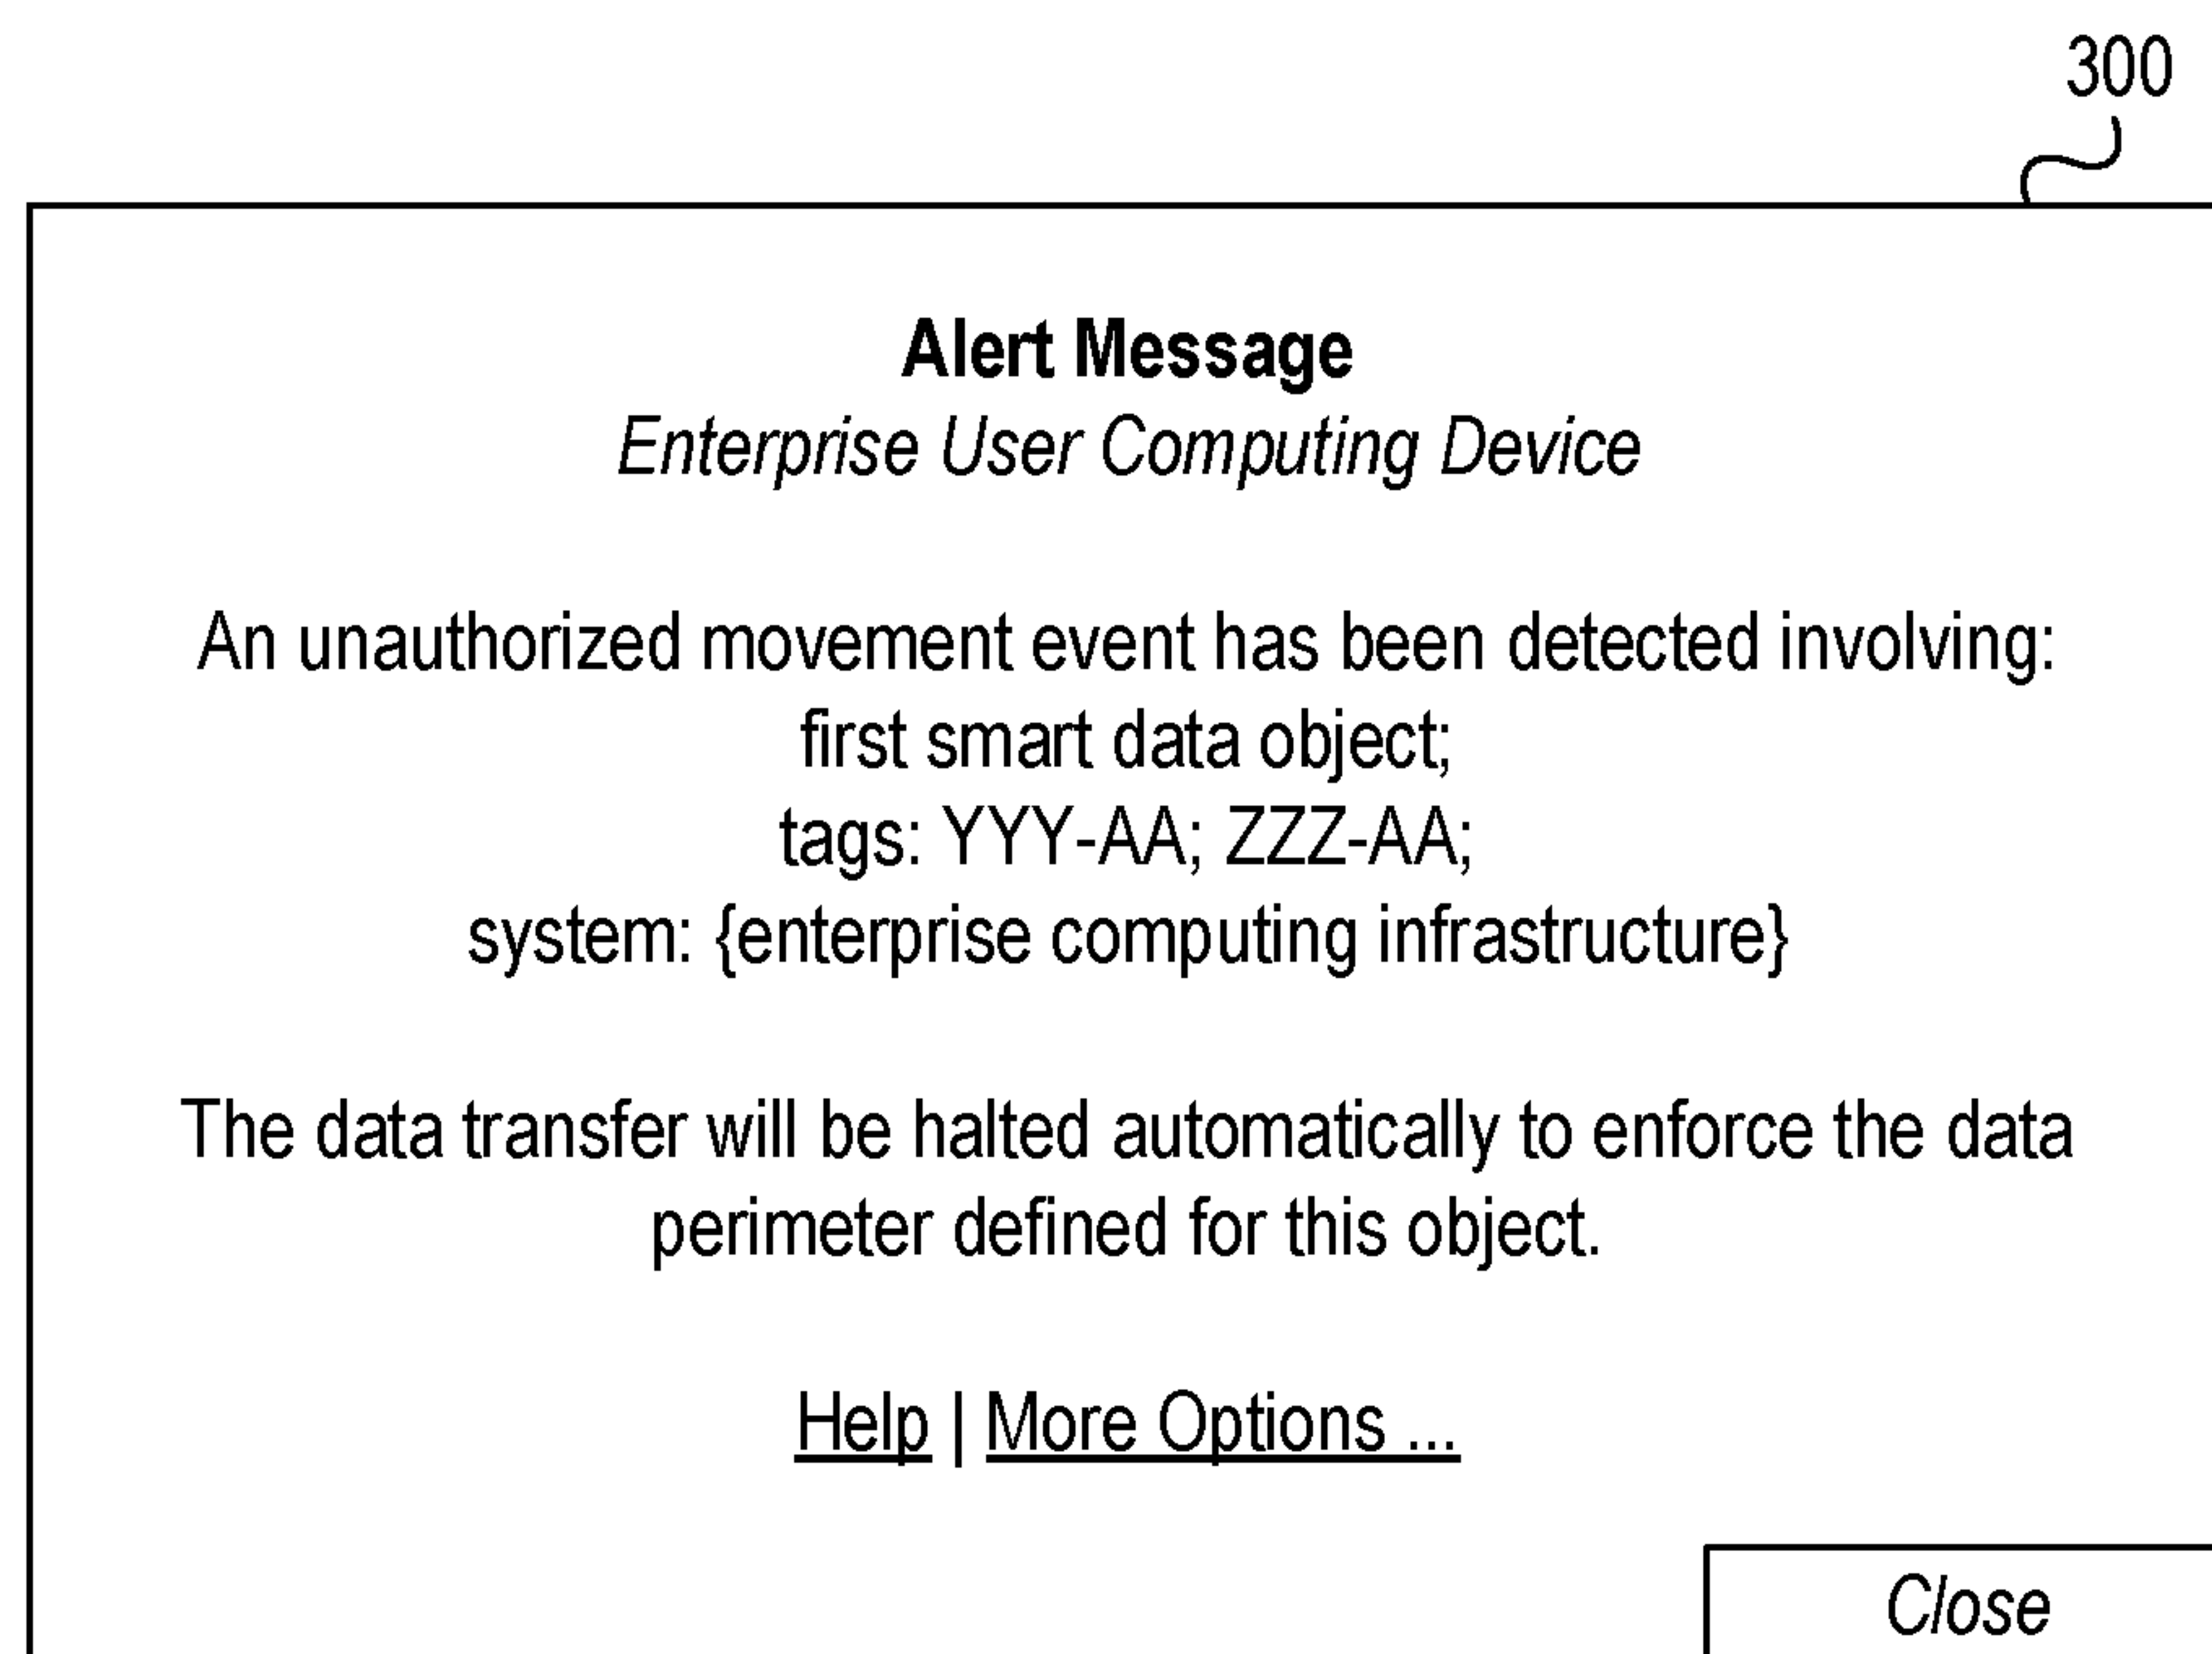 300
Alert Message
Enterprise User Computing Device
An unauthorized movement event has been detected involving:
first smart data object;
tags: YYY-AA; ZZZ-AA;
system: {enterprise computing infrastructure}
The data transfer will be halted automatically to enforce the data
perimeter defined for this object.
Help | More Options ...
Close